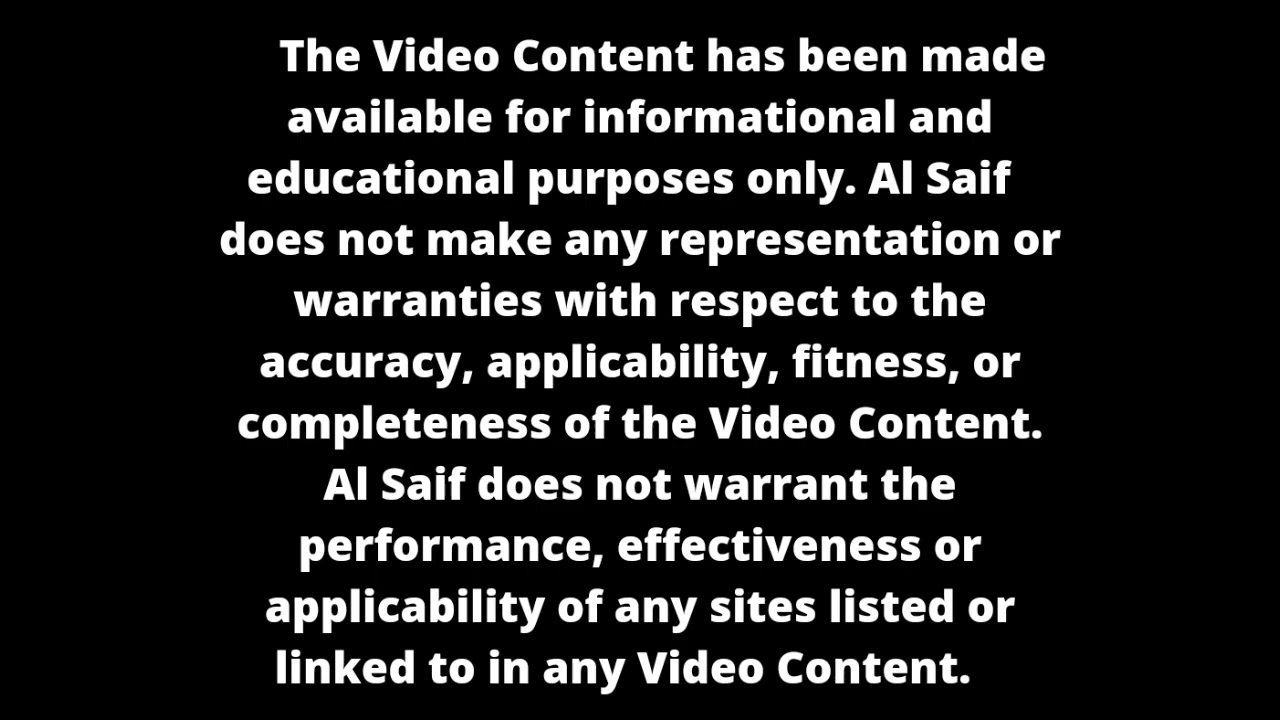 The Video Content has been made
available for informational and
educational purposes only. Al Saif
does not make any representation or
warranties with respect to the
accuracy, applicability, fitness, or
completeness of the Video Content.
Al Saif does not warrant the
performance, effectiveness or
applicability of any sites listed or
linked to in any Video Content.